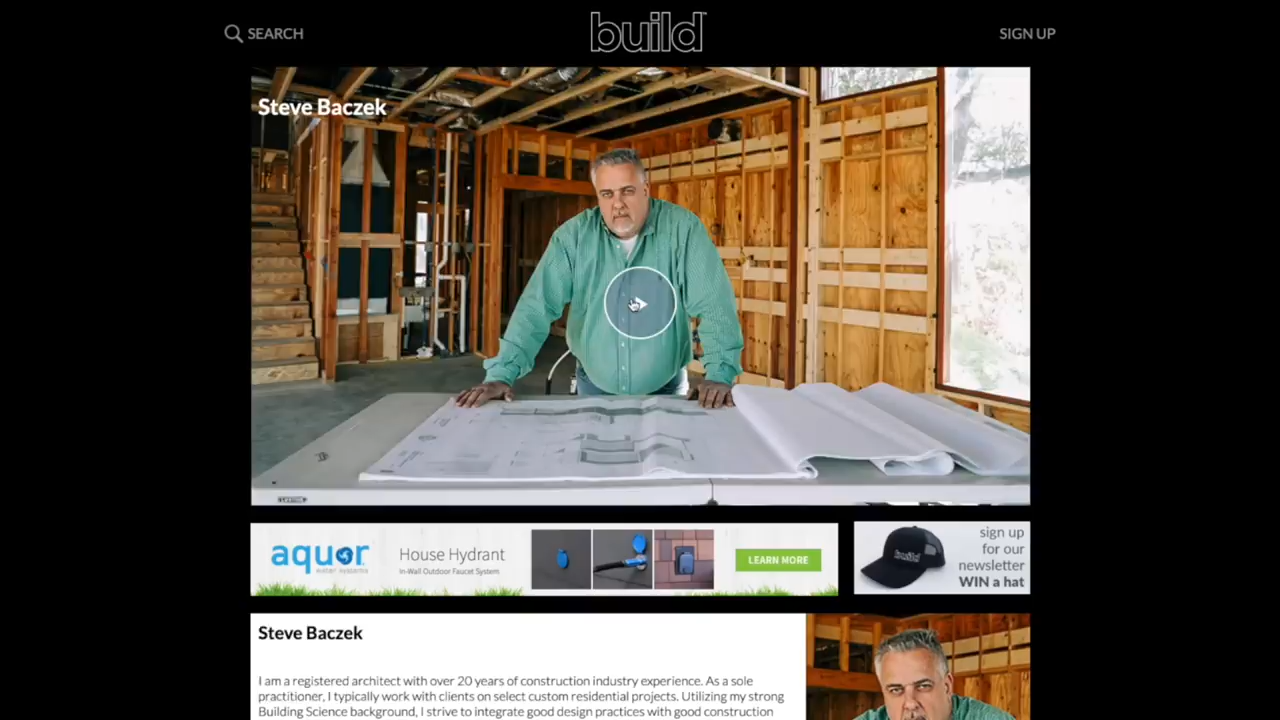 SEARCH
build
SIGN UP
Steve Baczek
aquor
water systems
House Hydrant
In-Wall Outdoor Faucet System
LEARN MORE
build
sign up
for our
newsletter
WIN a hat
Steve Baczek
I am a registered architect with over 20 years of construction industry experience. As a sole
practitioner, I typically work with clients on select custom residential projects. Utilizing my strong
Building Science background, I strive to integrate good design practices with good construction